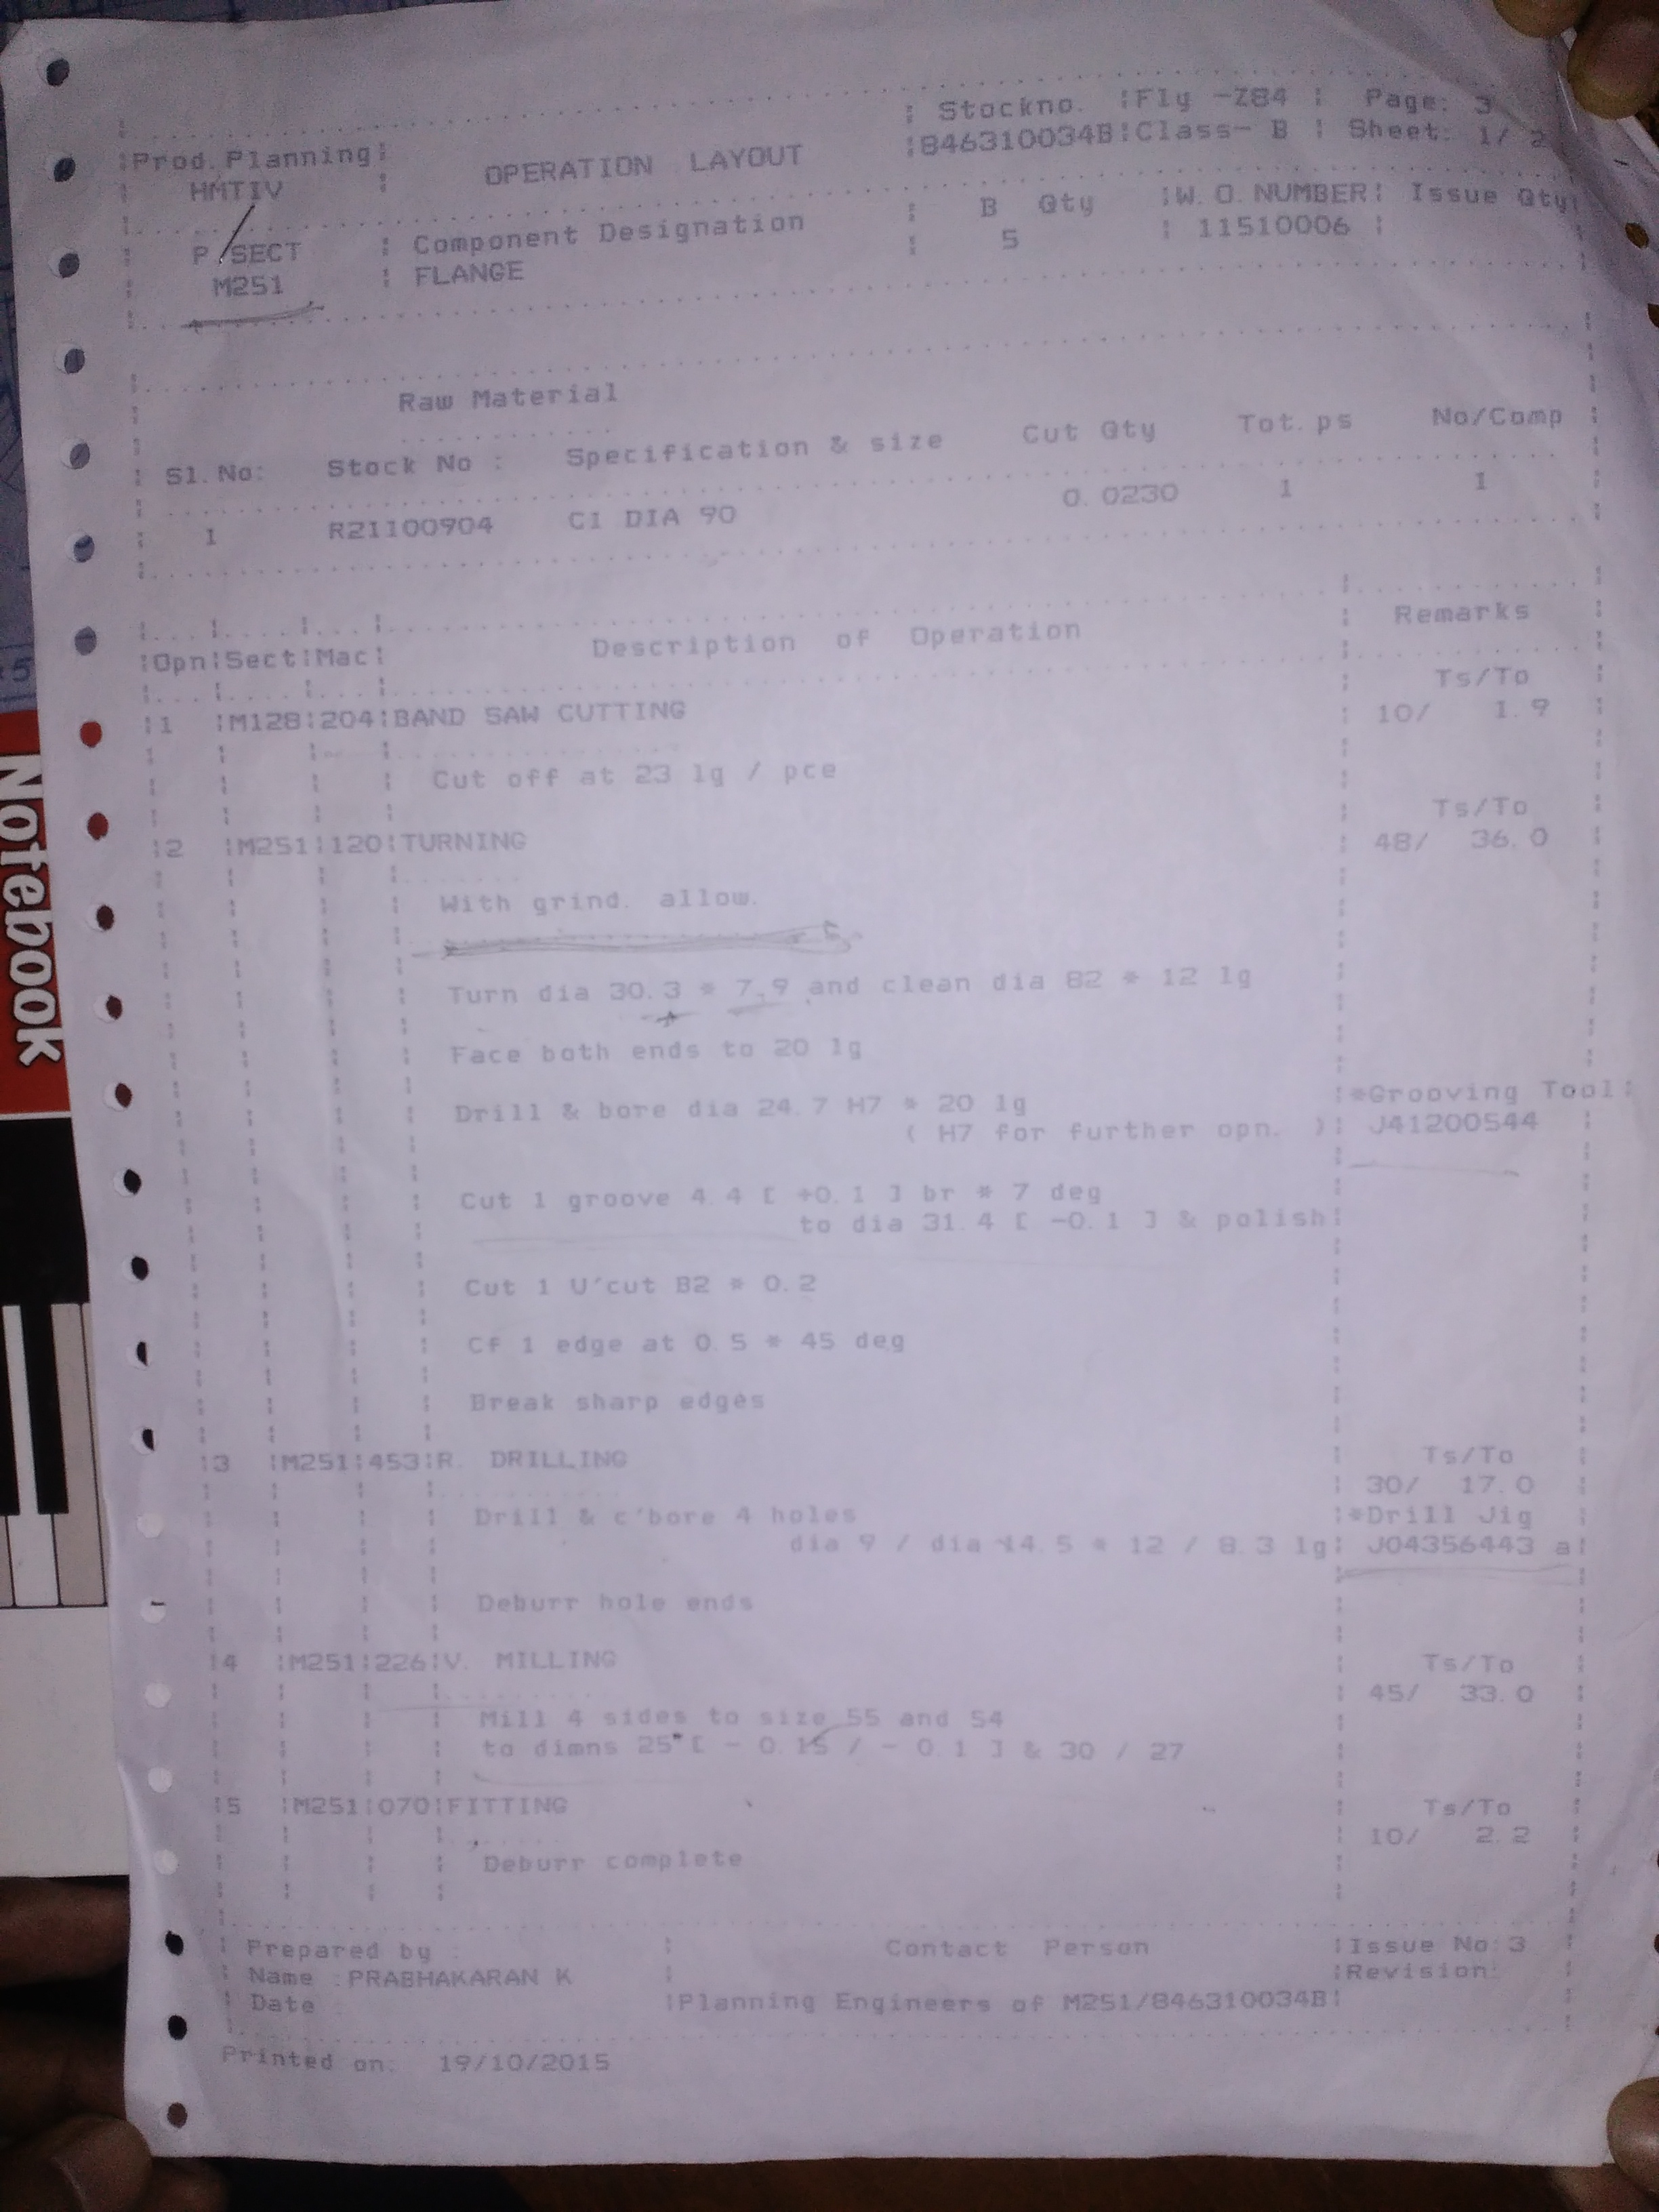 Stockno. Fly -Z84 Page: 3
Prod. Planning OPERATION LAYOUT 846310034B Class- B Sheet: 1/ 2
HMTIV
P/SECT Component Designation B Qty W.O.NUMBER Issue Qty
M251 FLANGE 5 11510006
Raw Material
Sl.No: Stock No : Specification & size Cut Qty Tot.ps No/Comp
1 R21100904 CI DIA 90 0.0230 1 1
Opn Sect Mac Description of Operation Remarks
Ts/To
1 M128 204 BAND SAW CUTTING 10/ 1.9
Cut off at 23 lg / pce
Ts/To
2 M251 120 TURNING 48/ 36.0
With grind. allow.
Turn dia 30.3 * 7.9 and clean dia 82 * 12 lg
Face both ends to 20 lg
*Grooving Tool
Drill & bore dia 24.7 H7 * 20 lg
( H7 for further opn. ) J41200544
Cut 1 groove 4.4 [ +0.1 ] br * 7 deg
to dia 31.4 [ -0.1 ] & polish
Cut 1 U'cut B2 * 0.2
Cf 1 edge at 0.5 * 45 deg
Break sharp edges
3 M251 453 R. DRILLING Ts/To
30/ 17.0
Drill & c'bore 4 holes *Drill Jig
dia 9 / dia 14.5 * 12 / 8.3 lg J04356443 a
Deburr hole ends
4 M251 226 V. MILLING Ts/To
45/ 33.0
Mill 4 sides to size 55 and 54
to dimns 25 [ - 0.15 / - 0.1 ] & 30 / 27
5 M251 070 FITTING Ts/To
10/ 2.2
Deburr complete
Prepared by : Contact Person Issue No:3
Name :PRABHAKARAN K Revision:
Date : Planning Engineers of M251/846310034B
Printed on: 19/10/2015
Notebook